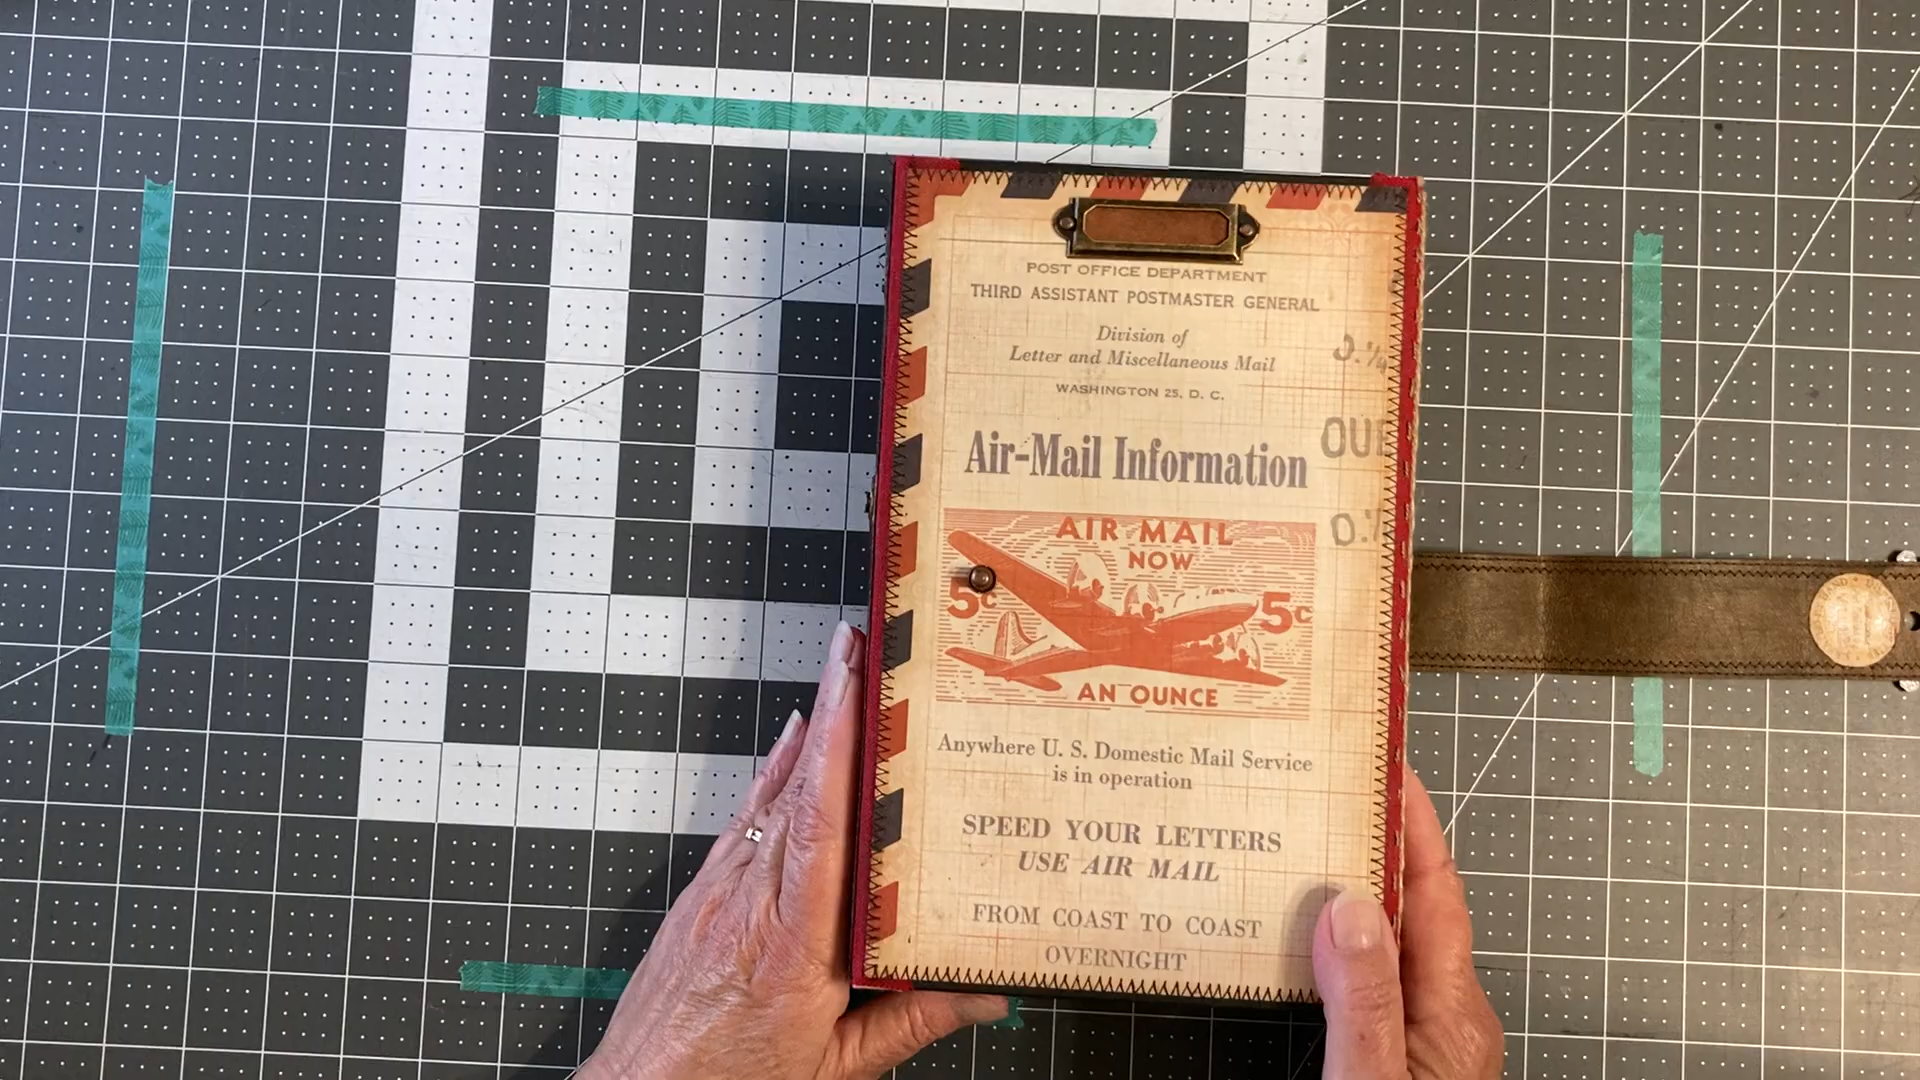 POST OFFICE DEPARTMENT
THIRD ASSISTANT POSTMASTER GENERAL
Division of
Letter and Miscellaneous Mail
WASHINGTON 25, D. C.
Air-Mail Information
AIR MAIL
NOW
5c 5c
AN OUNCE
Anywhere U. S. Domestic Mail Service
is in operation
SPEED YOUR LETTERS
USE AIR MAIL
FROM COAST TO COAST
OVERNIGHT